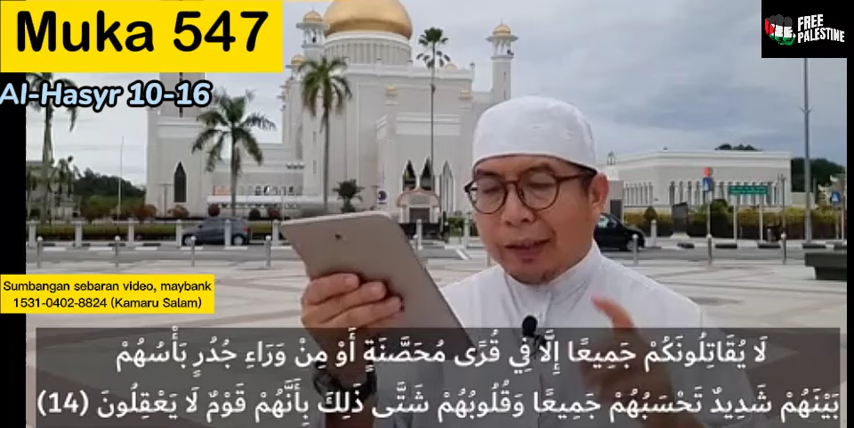 Muka 547
FREE
PALESTINE
Al-Hasyr 10-16
Sumbangan sebaran video, maybank
1531-0402-8824 (Kamaru Salam)
لَا يُقَاتِلُونَكُمْ جَمِيعًا إِلَّا فِي قُرًى مُحَصَّنَةٍ أَوْ مِنْ وَرَاءِ جُدُرٍ بَأْسُهُمْ
بَيْنَهُمْ شَدِيدٌ تَحْسَبُهُمْ جَمِيعًا وَقُلُوبُهُمْ شَتَّى ذَلِكَ بِأَنَّهُمْ قَوْمٌ لَا يَعْقِلُونَ (14)